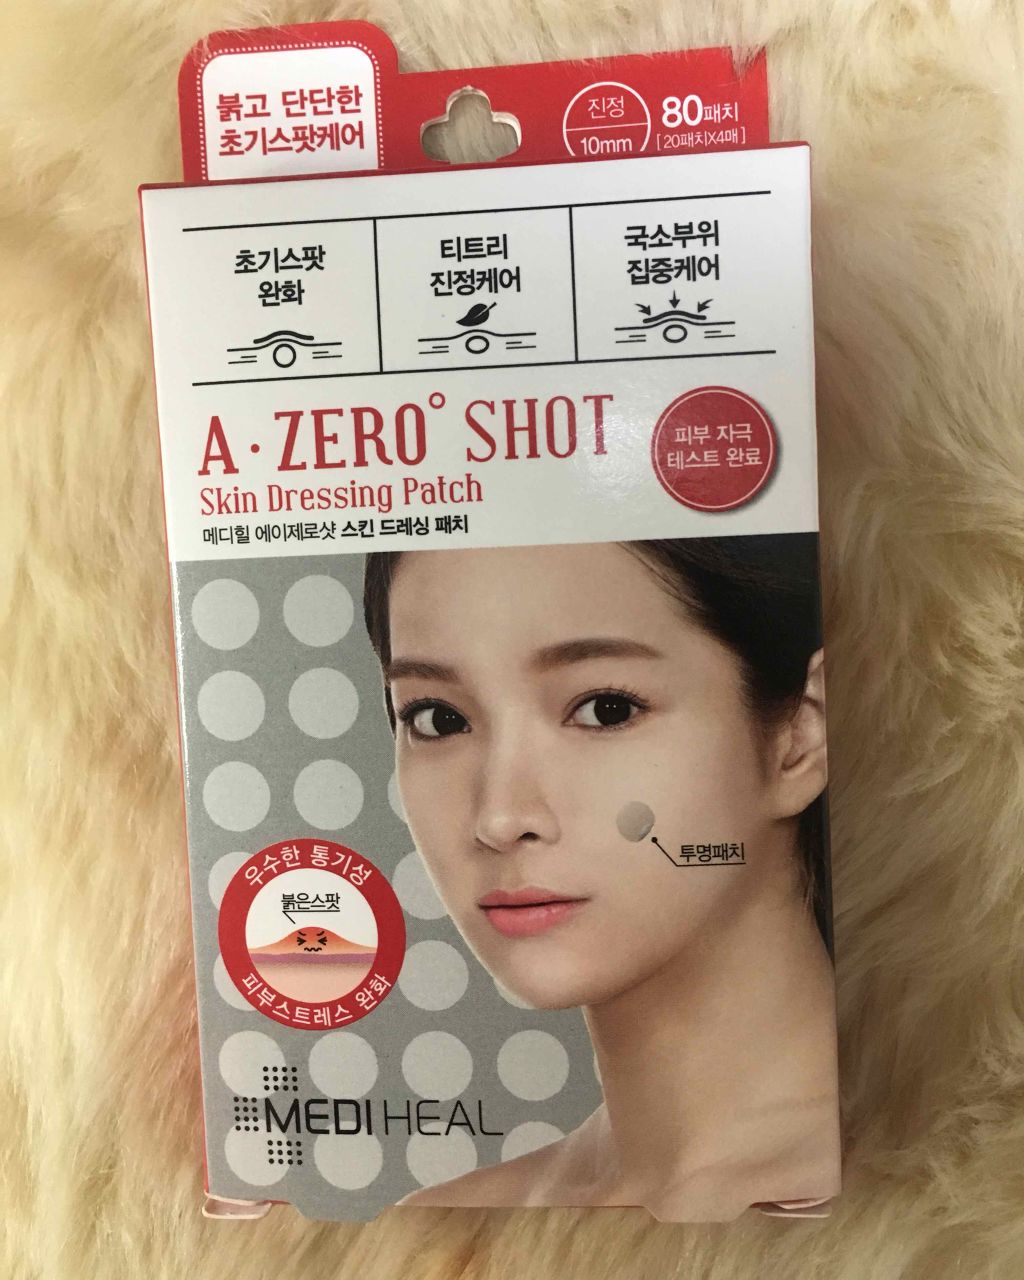 붉고 단단한
초기스팟케어
진정
10mm
80패치
[20패치X4매]
초기스팟
완화
티트리
진정케어
국소부위
집중케어
A·ZERO° SHOT
Skin Dressing Patch
메디힐 에이제로샷 스킨 드레싱 패치
피부 자극
테스트 완료
투명패치
우수한 통기성
붉은스팟
피부스트레스 완화
MEDIHEAL